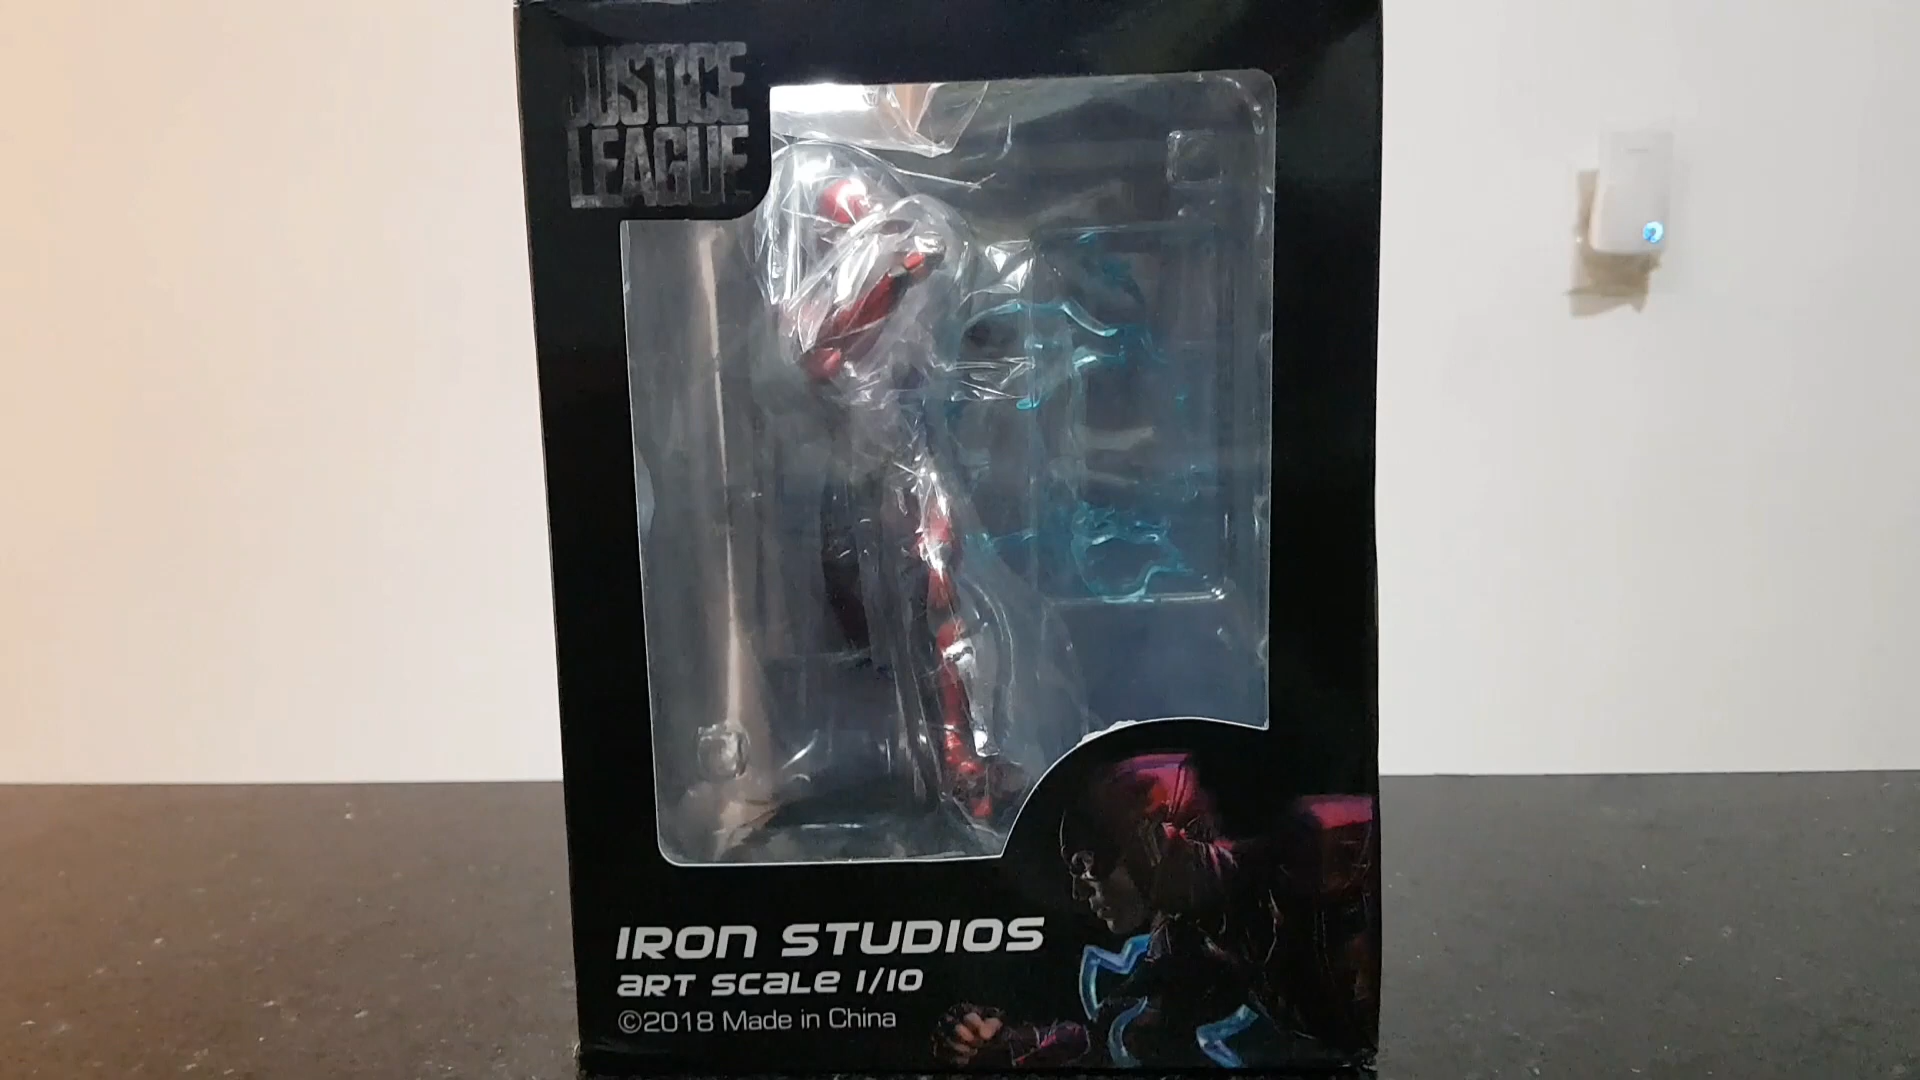 JUSTICE
LEAGUE
IRON STUDIOS
ART SCALE 1/10
©2018 Made in China